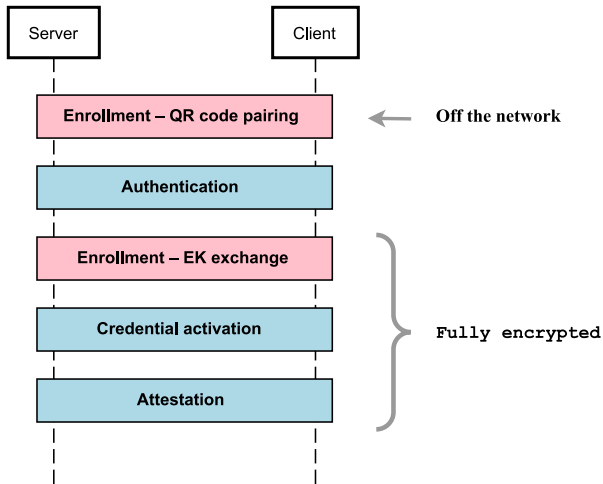 Server
Client
Enrollment – QR code pairing
Off the network
Authentication
Enrollment – EK exchange
Credential activation
Fully encrypted
Attestation